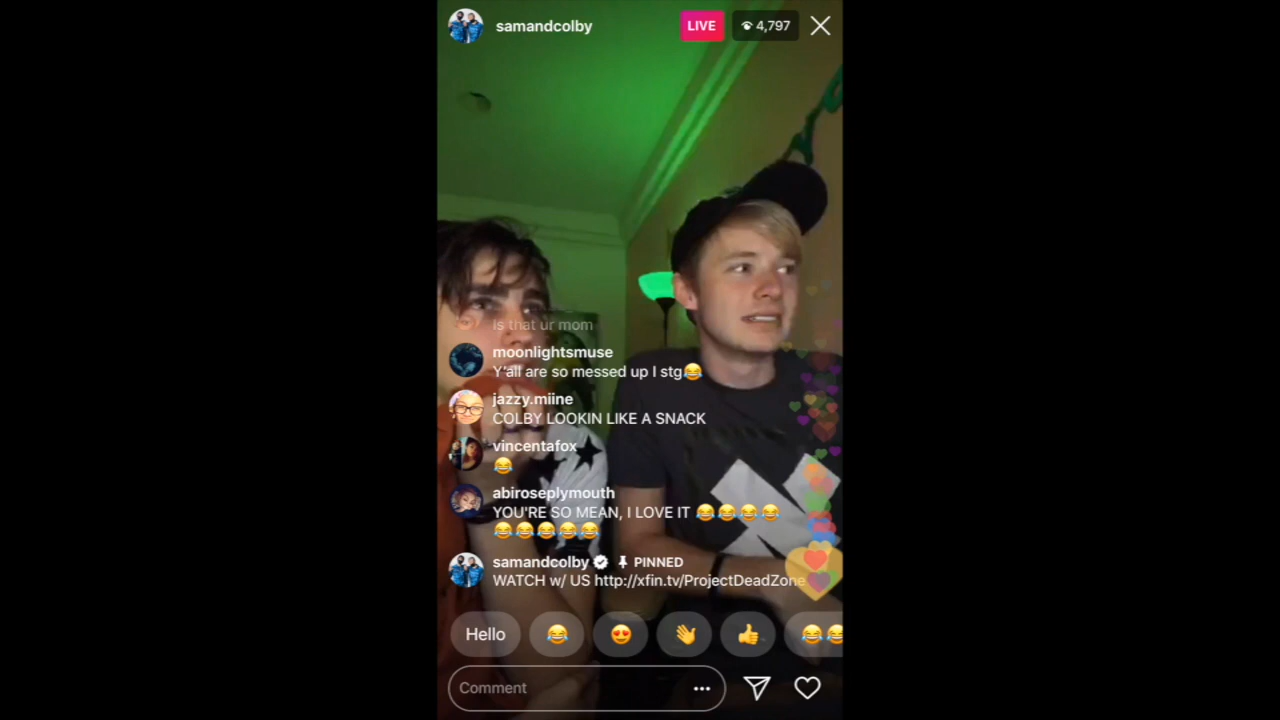 samandcolby
LIVE
4,797
is that ur mom
moonlightsmuse
Y'all are so messed up I stg😂
jazzy.miine
COLBY LOOKIN LIKE A SNACK
vincentafox
😂
abiroseplymouth
YOU'RE SO MEAN, I LOVE IT 😂😂😂😂
😂😂😂😂😂
samandcolby PINNED
WATCH w/ US http://xfin.tv/ProjectDeadZone
Hello 😂 😍 👋 👍 😂😂
Comment